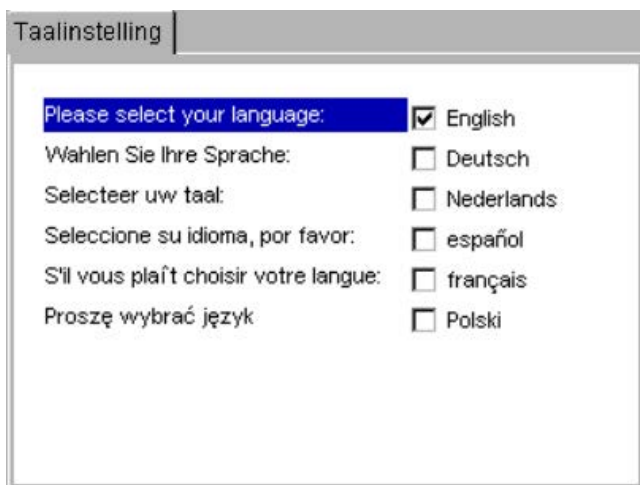 Taalinstelling
Please select your language: English
Wahlen Sie Ihre Sprache: Deutsch
Selecteer uw taal: Nederlands
Seleccione su idioma, por favor: español
S'il vous plaît choisir votre langue: français
Proszę wybrać język Polski